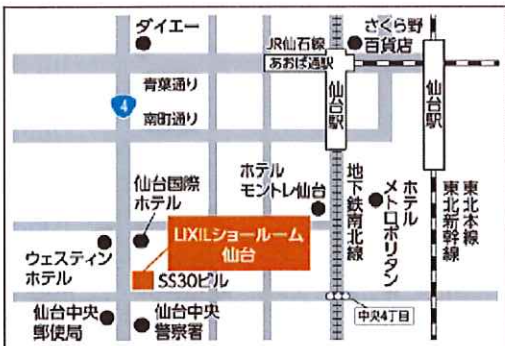 ダイエー
JR仙石線
さくら野
百貨店
あおば通駅
青葉通り
4
南町通り
仙台駅
仙台駅
仙台国際
ホテル
ホテル
モントレ仙台
地下鉄南北線
ホテル
メトロポリタン
東北本線
東北新幹線
LIXILショールーム
仙台
ウェスティン
ホテル
SS30ビル
仙台中央
郵便局
仙台中央
警察署
中央4丁目